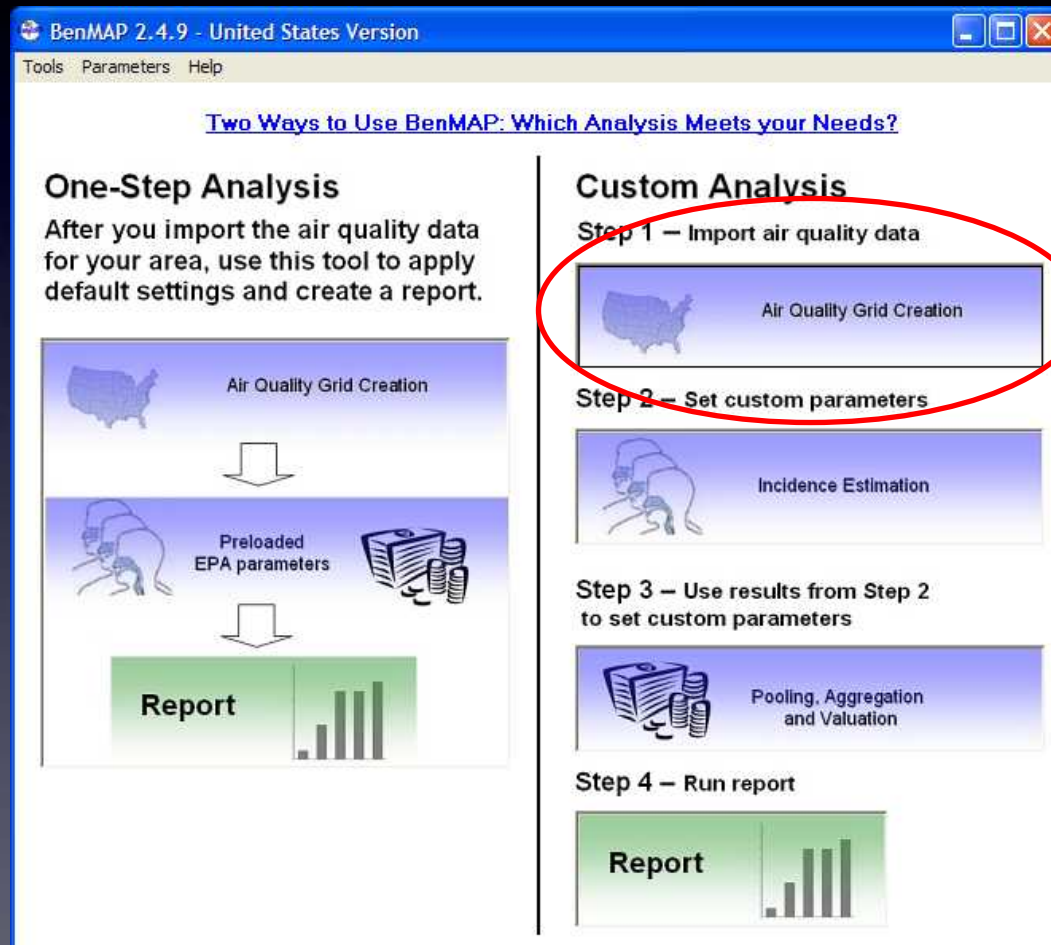 BenMAP 2.4.9 - United States Version
Tools Parameters Help
Two Ways to Use BenMAP: Which Analysis Meets your Needs?
One-Step Analysis
After you import the air quality data
for your area, use this tool to apply
default settings and create a report.
Air Quality Grid Creation
Preloaded
EPA parameters
Report
Custom Analysis
Step 1 – Import air quality data
Air Quality Grid Creation
Step 2 – Set custom parameters
Incidence Estimation
Step 3 – Use results from Step 2
to set custom parameters
Pooling, Aggregation
and Valuation
Step 4 – Run report
Report